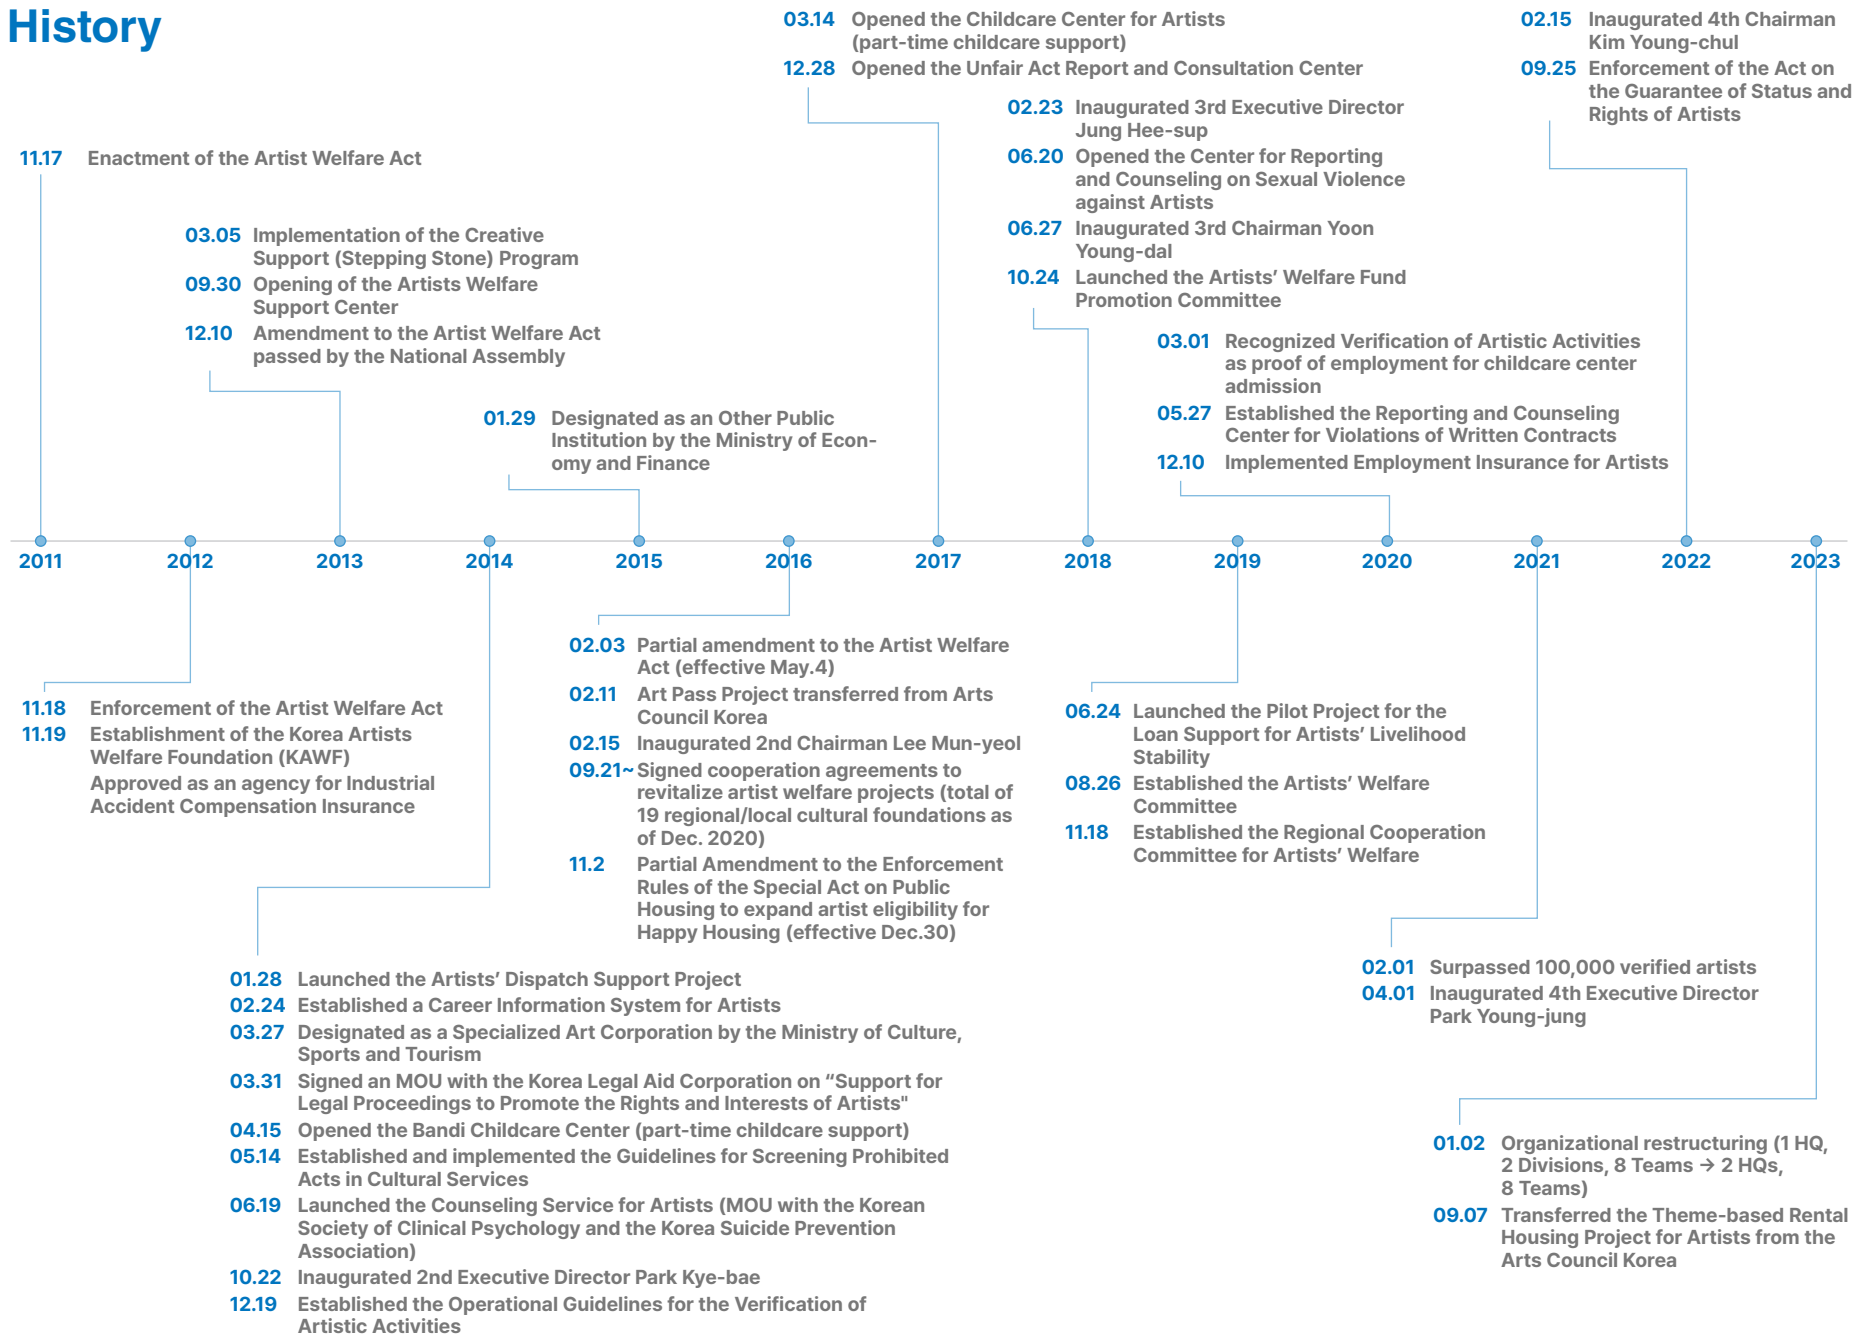 History
11.17 Enactment of the Artist Welfare Act
03.05 Implementation of the Creative
Support (Stepping Stone) Program
09.30 Opening of the Artists Welfare
Support Center
12.10 Amendment to the Artist Welfare Act
passed by the National Assembly
01.29 Designated as an Other Public
Institution by the Ministry of Econ-
omy and Finance
03.14 Opened the Childcare Center for Artists
(part-time childcare support)
12.28 Opened the Unfair Act Report and Consultation Center
02.23 Inaugurated 3rd Executive Director
Jung Hee-sup
06.20 Opened the Center for Reporting
and Counseling on Sexual Violence
against Artists
06.27 Inaugurated 3rd Chairman Yoon
Young-dal
10.24 Launched the Artists’ Welfare Fund
Promotion Committee
03.01 Recognized Verification of Artistic Activities
as proof of employment for childcare center
admission
05.27 Established the Reporting and Counseling
Center for Violations of Written Contracts
12.10 Implemented Employment Insurance for Artists
02.15 Inaugurated 4th Chairman
Kim Young-chul
09.25 Enforcement of the Act on
the Guarantee of Status and
Rights of Artists
2011 2012 2013 2014 2015 2016 2017 2018 2019 2020 2021 2022 2023
11.18 Enforcement of the Artist Welfare Act
11.19 Establishment of the Korea Artists
Welfare Foundation (KAWF)
Approved as an agency for Industrial
Accident Compensation Insurance
01.28 Launched the Artists’ Dispatch Support Project
02.24 Established a Career Information System for Artists
03.27 Designated as a Specialized Art Corporation by the Ministry of Culture,
Sports and Tourism
03.31 Signed an MOU with the Korea Legal Aid Corporation on “Support for
Legal Proceedings to Promote the Rights and Interests of Artists"
04.15 Opened the Bandi Childcare Center (part-time childcare support)
05.14 Established and implemented the Guidelines for Screening Prohibited
Acts in Cultural Services
06.19 Launched the Counseling Service for Artists (MOU with the Korean
Society of Clinical Psychology and the Korea Suicide Prevention
Association)
10.22 Inaugurated 2nd Executive Director Park Kye-bae
12.19 Established the Operational Guidelines for the Verification of
Artistic Activities
02.03 Partial amendment to the Artist Welfare
Act (effective May.4)
02.11 Art Pass Project transferred from Arts
Council Korea
02.15 Inaugurated 2nd Chairman Lee Mun-yeol
09.21~ Signed cooperation agreements to
revitalize artist welfare projects (total of
19 regional/local cultural foundations as
of Dec. 2020)
11.2 Partial Amendment to the Enforcement
Rules of the Special Act on Public
Housing to expand artist eligibility for
Happy Housing (effective Dec.30)
06.24 Launched the Pilot Project for the
Loan Support for Artists’ Livelihood
Stability
08.26 Established the Artists’ Welfare
Committee
11.18 Established the Regional Cooperation
Committee for Artists’ Welfare
02.01 Surpassed 100,000 verified artists
04.01 Inaugurated 4th Executive Director
Park Young-jung
01.02 Organizational restructuring (1 HQ,
2 Divisions, 8 Teams → 2 HQs,
8 Teams)
09.07 Transferred the Theme-based Rental
Housing Project for Artists from the
Arts Council Korea